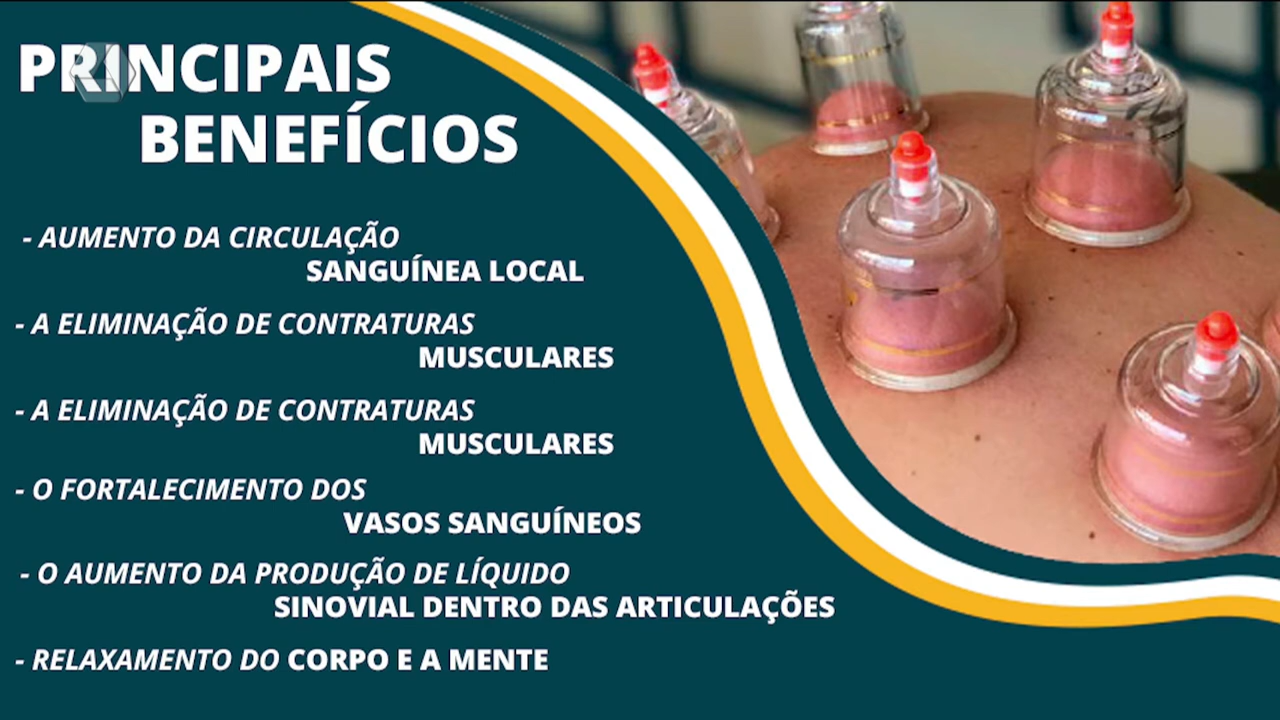 PRINCIPAIS
BENEFÍCIOS
- AUMENTO DA CIRCULAÇÃO
SANGUÍNEA LOCAL
- A ELIMINAÇÃO DE CONTRATURAS
MUSCULARES
- A ELIMINAÇÃO DE CONTRATURAS
MUSCULARES
- O FORTALECIMENTO DOS
VASOS SANGUÍNEOS
- O AUMENTO DA PRODUÇÃO DE LÍQUIDO
SINOVIAL DENTRO DAS ARTICULAÇÕES
- RELAXAMENTO DO CORPO E A MENTE